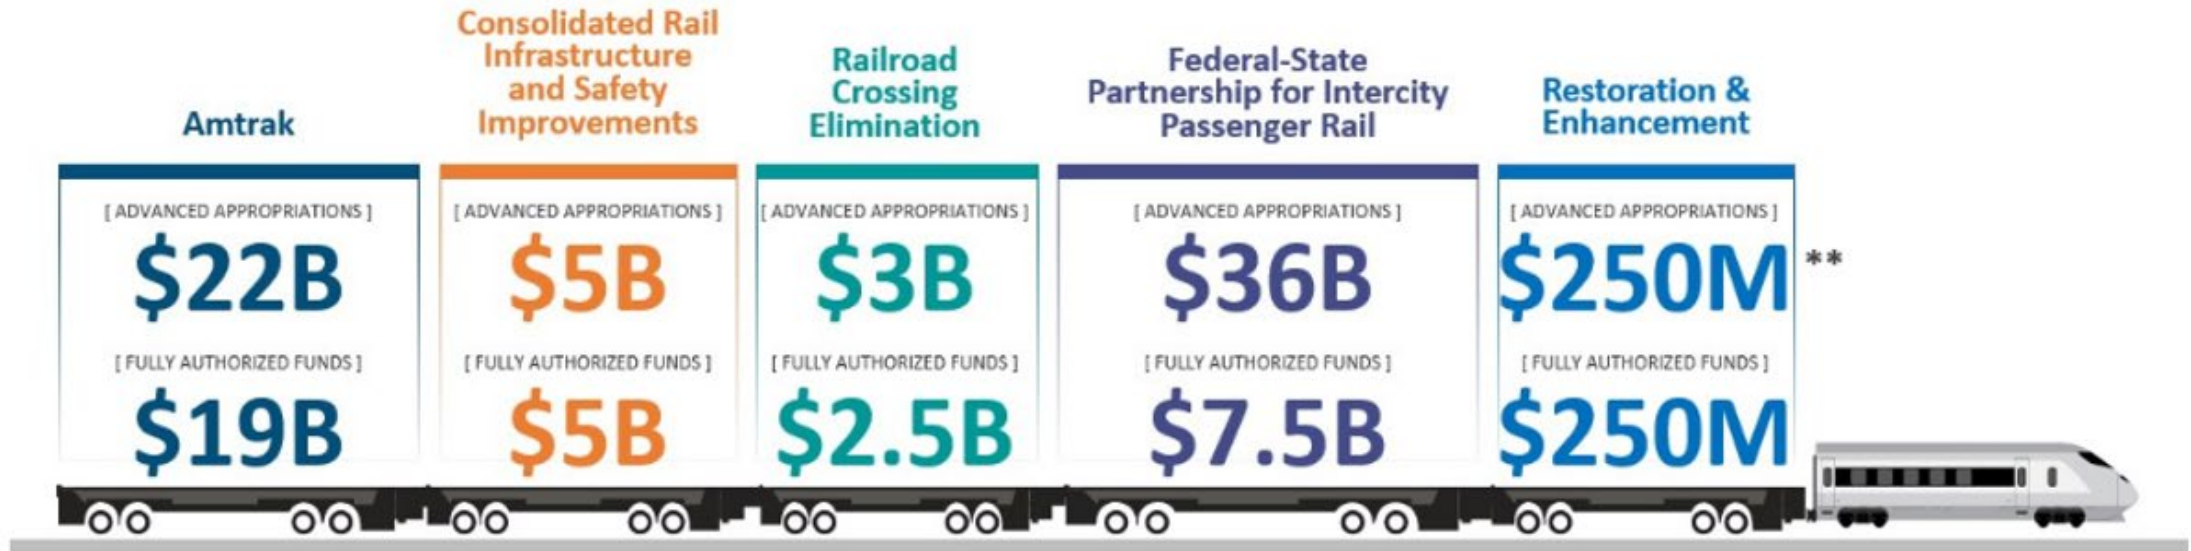 Amtrak
[ ADVANCED APPROPRIATIONS ]
$22B
[ FULLY AUTHORIZED FUNDS ]
$19B
Consolidated Rail
Infrastructure
and Safety
Improvements
[ ADVANCED APPROPRIATIONS ]
$5B
[ FULLY AUTHORIZED FUNDS ]
$5B
Railroad
Crossing
Elimination
[ ADVANCED APPROPRIATIONS ]
$3B
[ FULLY AUTHORIZED FUNDS ]
$2.5B
Federal-State
Partnership for Intercity
Passenger Rail
[ ADVANCED APPROPRIATIONS ]
$36B
[ FULLY AUTHORIZED FUNDS ]
$7.5B
Restoration &
Enhancement
[ ADVANCED APPROPRIATIONS ]
$250M **
[ FULLY AUTHORIZED FUNDS ]
$250M